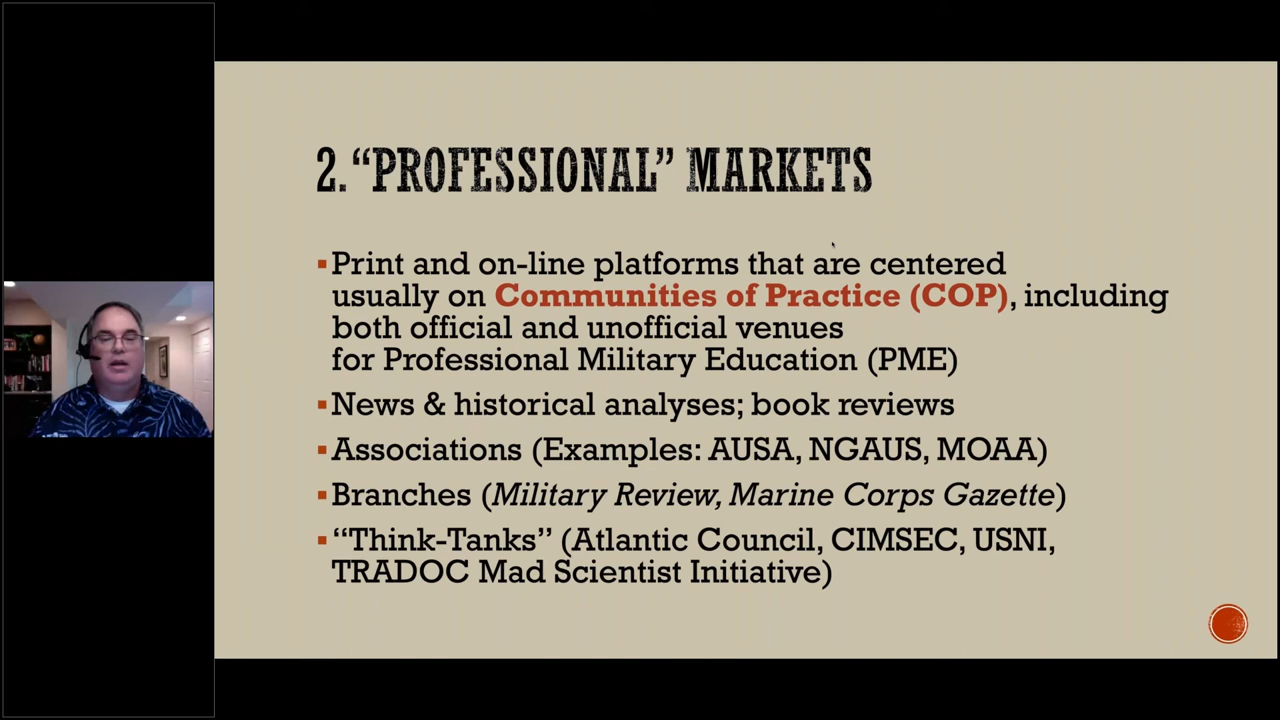 2. “PROFESSIONAL” MARKETS
▪Print and on-line platforms that are centered
usually on Communities of Practice (COP), including
both official and unofficial venues
for Professional Military Education (PME)
▪News & historical analyses; book reviews
▪Associations (Examples: AUSA, NGAUS, MOAA)
▪Branches (Military Review, Marine Corps Gazette)
▪“Think-Tanks” (Atlantic Council, CIMSEC, USNI,
TRADOC Mad Scientist Initiative)